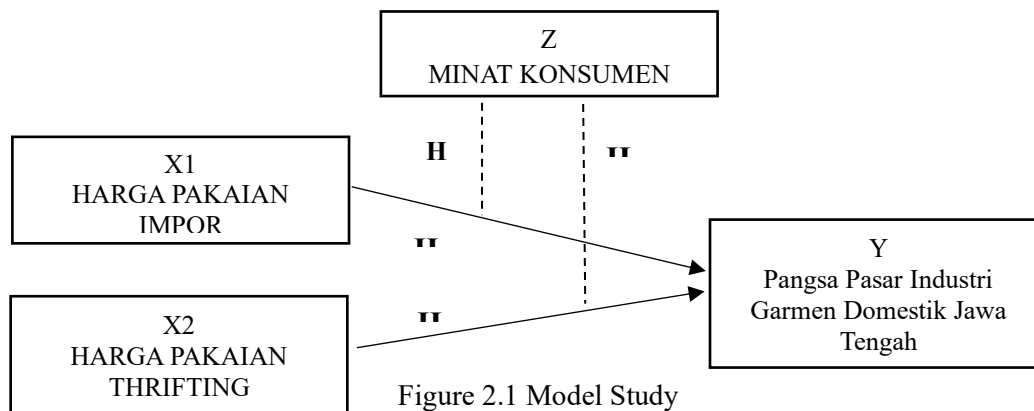 Z
MINAT KONSUMEN
H
X1
HARGA PAKAIAN
IMPOR
X2
HARGA PAKAIAN
THRIFTING
Y
Pangsa Pasar Industri
Garmen Domestik Jawa
Tengah
Figure 2.1 Model Study